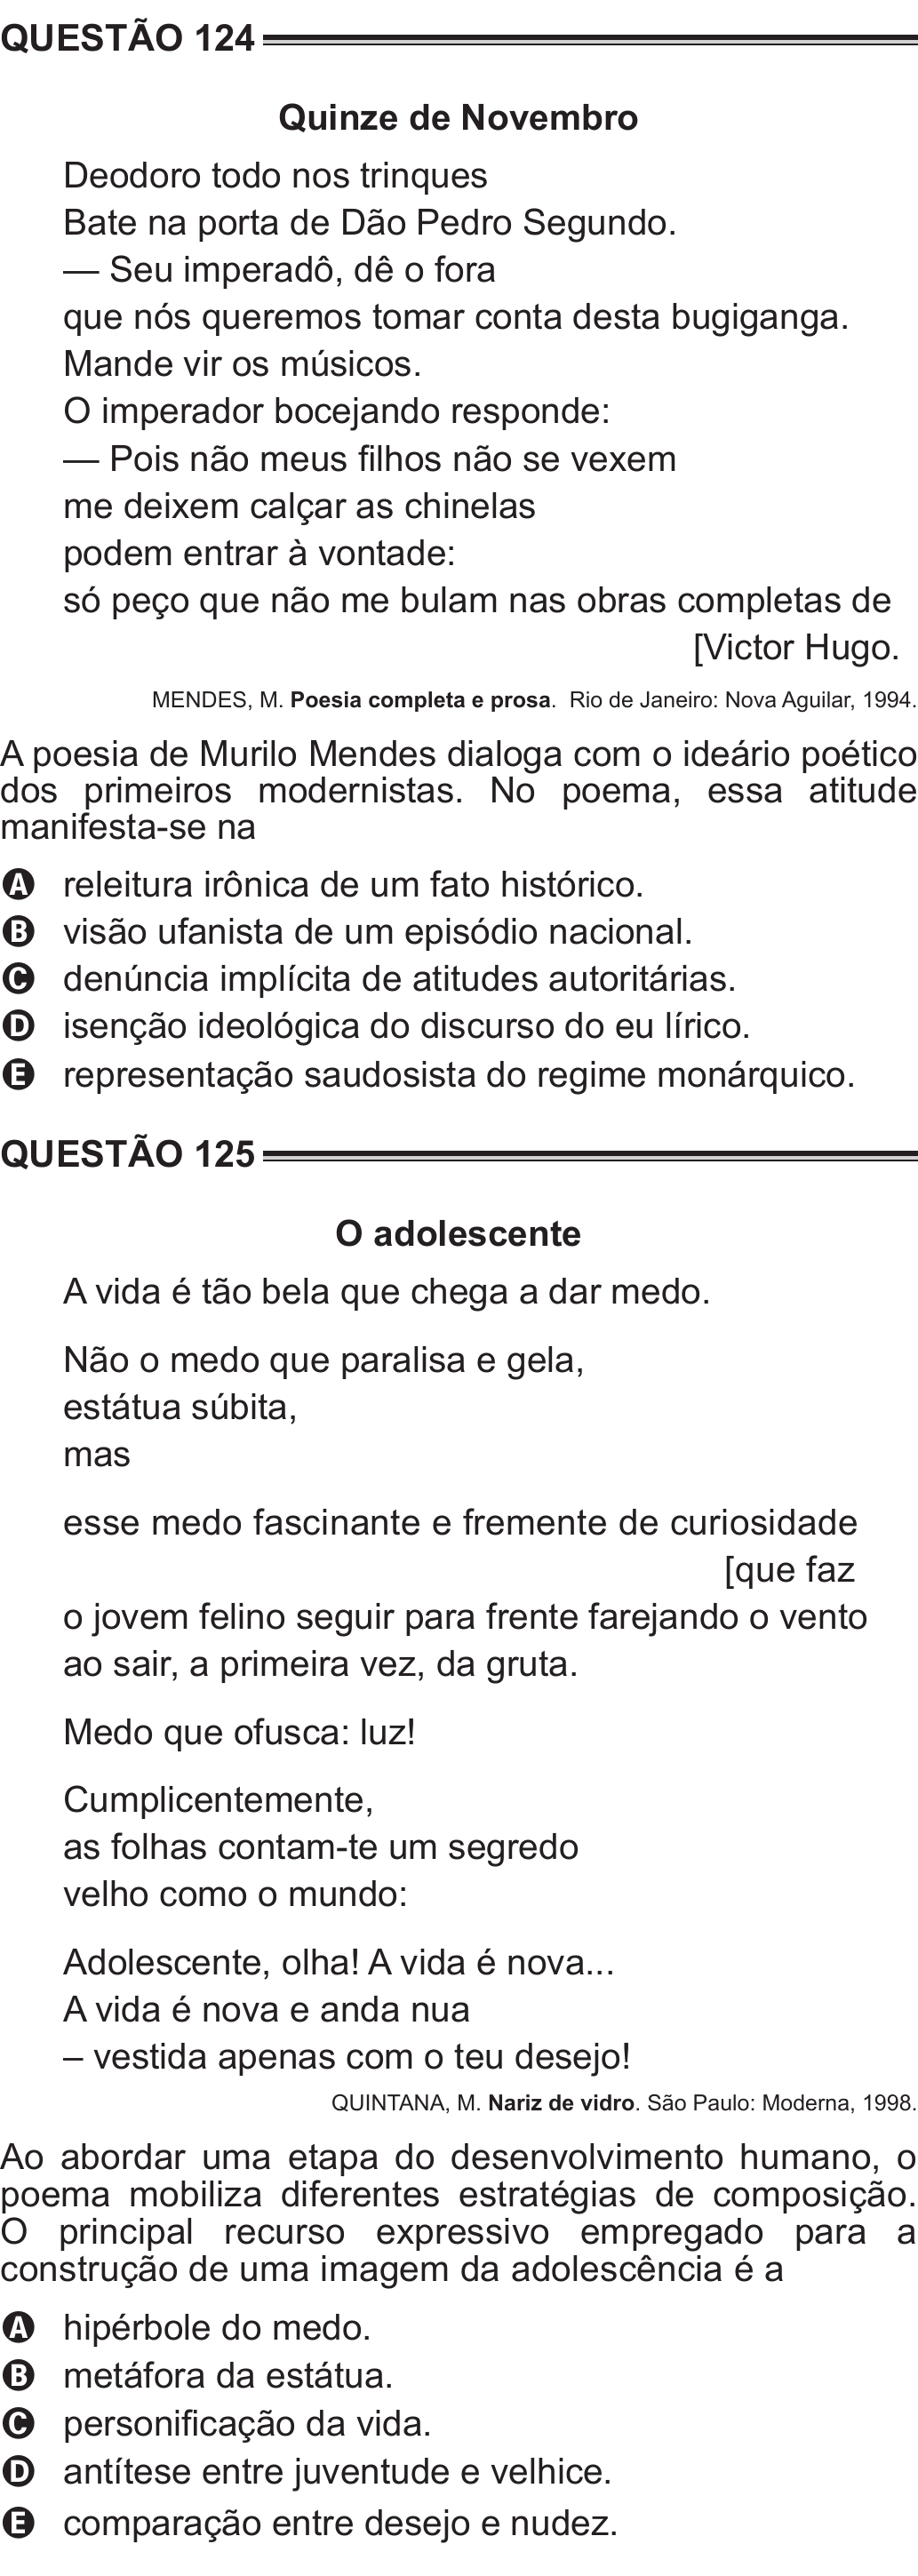 QUESTÃO 124
Quinze de Novembro
Deodoro todo nos trinques
Bate na porta de Dão Pedro Segundo.
— Seu imperadô, dê o fora
que nós queremos tomar conta desta bugiganga.
Mande vir os músicos.
O imperador bocejando responde:
— Pois não meus filhos não se vexem
me deixem calçar as chinelas
podem entrar à vontade:
só peço que não me bulam nas obras completas de
[Victor Hugo.
MENDES, M. Poesia completa e prosa. Rio de Janeiro: Nova Aguilar, 1994.
A poesia de Murilo Mendes dialoga com o ideário poético
dos primeiros modernistas. No poema, essa atitude
manifesta-se na
A releitura irônica de um fato histórico.
B visão ufanista de um episódio nacional.
C denúncia implícita de atitudes autoritárias.
D isenção ideológica do discurso do eu lírico.
E representação saudosista do regime monárquico.
QUESTÃO 125
O adolescente
A vida é tão bela que chega a dar medo.
Não o medo que paralisa e gela,
estátua súbita,
mas
esse medo fascinante e fremente de curiosidade
[que faz
o jovem felino seguir para frente farejando o vento
ao sair, a primeira vez, da gruta.
Medo que ofusca: luz!
Cumplicentemente,
as folhas contam-te um segredo
velho como o mundo:
Adolescente, olha! A vida é nova...
A vida é nova e anda nua
– vestida apenas com o teu desejo!
QUINTANA, M. Nariz de vidro. São Paulo: Moderna, 1998.
Ao abordar uma etapa do desenvolvimento humano, o
poema mobiliza diferentes estratégias de composição.
O principal recurso expressivo empregado para a
construção de uma imagem da adolescência é a
A hipérbole do medo.
B metáfora da estátua.
C personificação da vida.
D antítese entre juventude e velhice.
E comparação entre desejo e nudez.